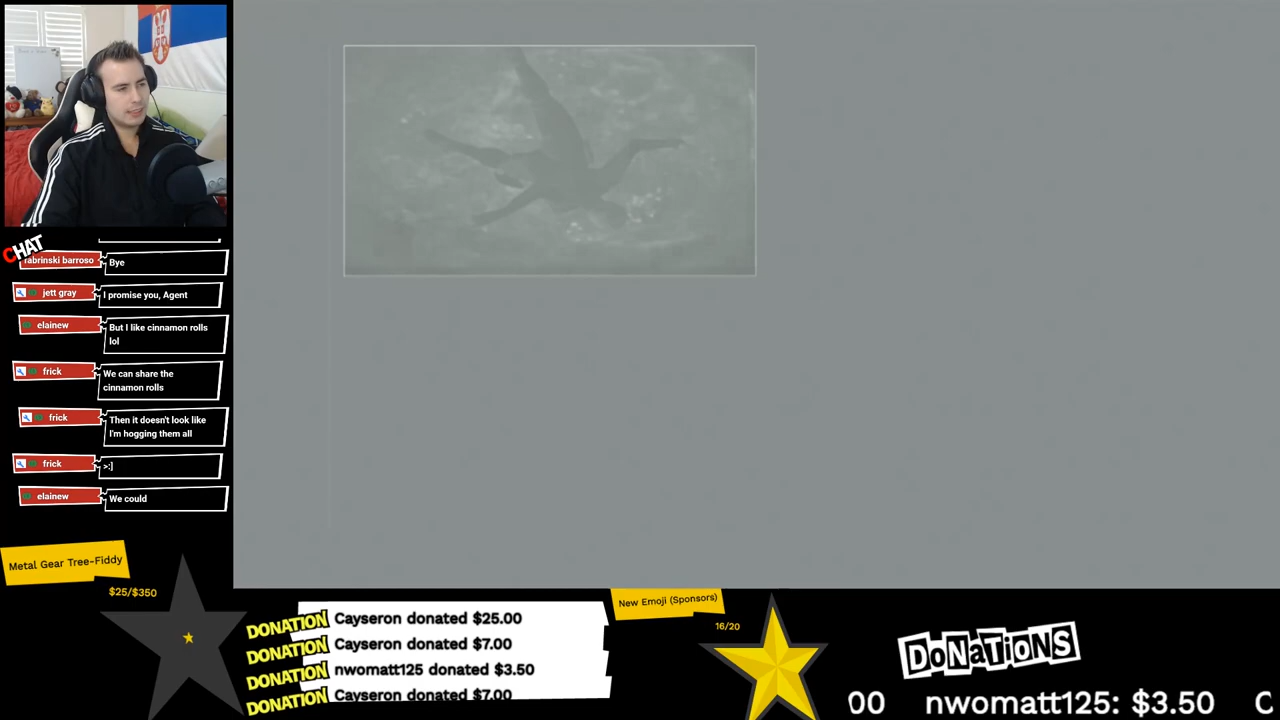 CHAT
fabrinski barroso
Bye
jett gray
I promise you, Agent
elainew
But I like cinnamon rolls
lol
frick
We can share the
cinnamon rolls
frick
Then it doesn't look like
I'm hogging them all
frick
>:]
elainew
We could
Metal Gear Tree-Fiddy
$25/$350
DONATION Cayseron donated $25.00
DONATION Cayseron donated $7.00
DONATION nwomatt125 donated $3.50
DONATION Cayseron donated $7.00
New Emoji (Sponsors)
16/20
DONATIONS
00 nwomatt125: $3.50 C